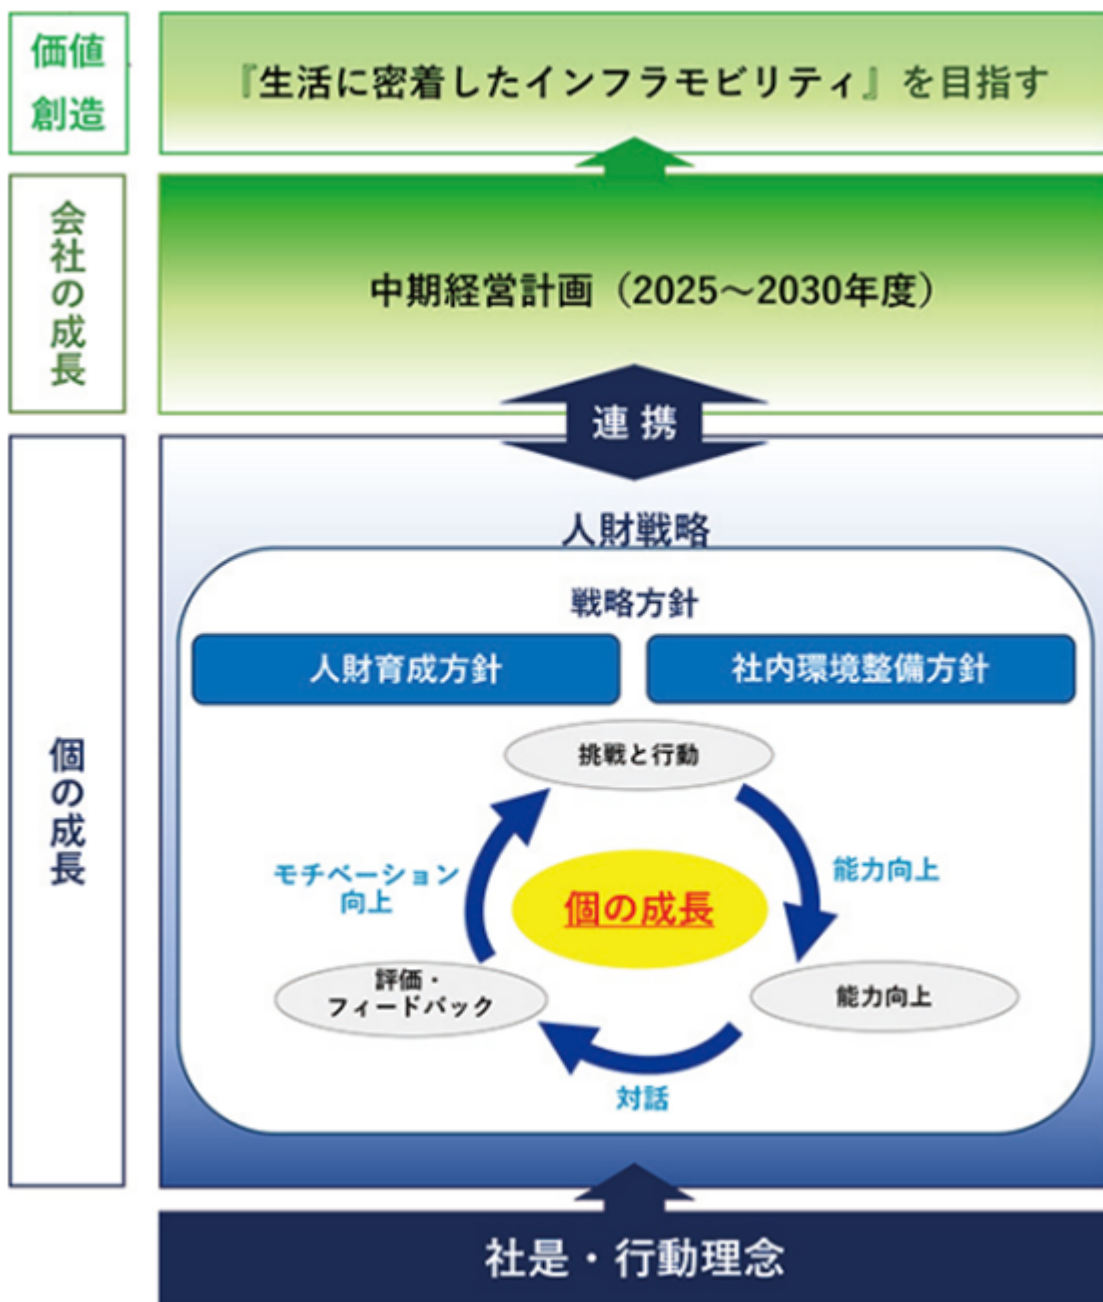 価値
創造
『生活に密着したインフラモビリティ』を目指す
会社の成長
中期経営計画（2025～2030年度）
連携
個の成長
人財戦略
戦略方針
人財育成方針
社内環境整備方針
挑戦と行動
モチベーション
向上
個の成長
能力向上
評価・
フィードバック
能力向上
対話
社是・行動理念